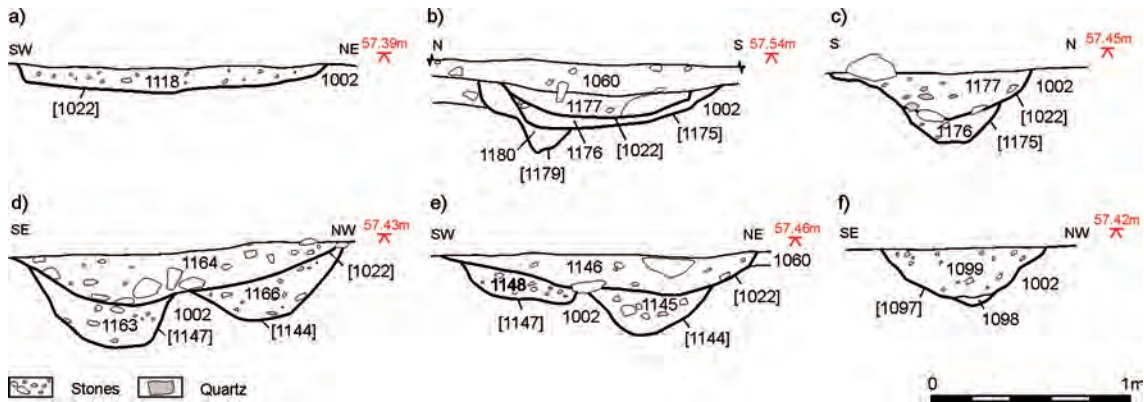 a)
SW NE 57.39m
1118 1002
[1022]
b)
N S 57.54m
1060
1177 1002
1180 1176 [1022] [1175]
[1179]
c)
S N 57.45m
1177 1002
1176 [1022]
[1175]
d)
SE NW 57.43m
1164 [1022]
1166
1163 1002
[1147] [1144]
e)
SW NE 57.46m
1146 1060
1148 1145 [1022]
[1147] 1002
[1144]
f)
SE NW 57.42m
1099 1002
[1097] 1098
Stones Quartz
0 1m